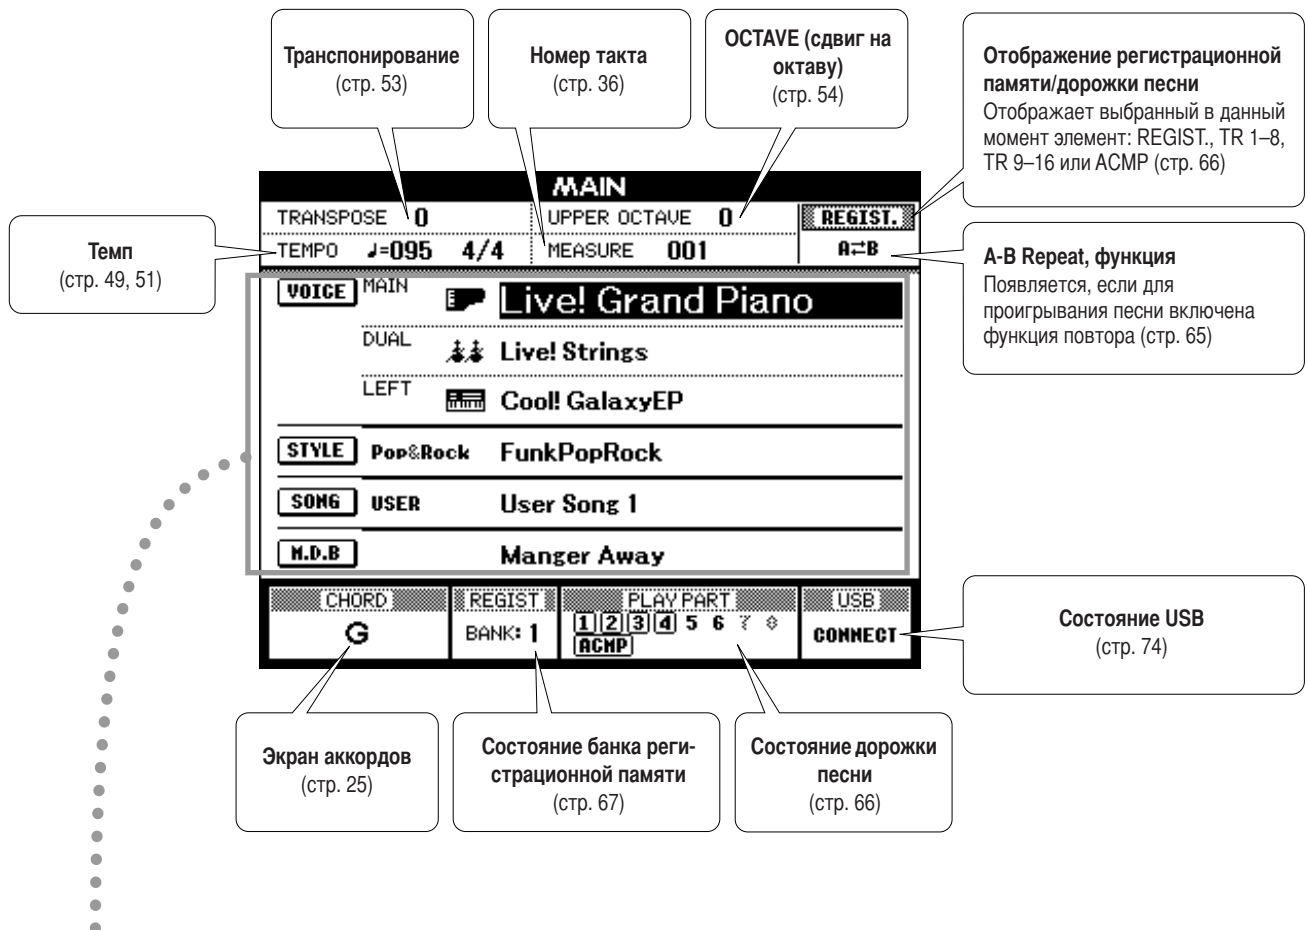 Транспонирование
(стр. 53)
Номер такта
(стр. 36)
OCTAVE (сдвиг на
октаву)
(стр. 54)
Отображение регистрационной
памяти/дорожки песни
Отображает выбранный в данный
момент элемент: REGIST., TR 1–8,
TR 9–16 или ACMP (стр. 66)
Темп
(стр. 49, 51)
A-B Repeat, функция
Появляется, если для
проигрывания песни включена
функция повтора (стр. 65)
MAIN
TRANSPOSE 0 UPPER OCTAVE 0 REGIST.
TEMPO ♩=095 4/4 MEASURE 001 A⇄B
VOICE MAIN Live! Grand Piano
DUAL Live! Strings
LEFT Cool! GalaxyEP
STYLE Pop&Rock FunkPopRock
SONG USER User Song 1
M.D.B Manger Away
CHORD REGIST PLAY PART USB
G BANK: 1 1 2 3 4 5 6 7 8 CONNECT
ACMP
Состояние USB
(стр. 74)
Экран аккордов
(стр. 25)
Состояние банка реги-
страционной памяти
(стр. 67)
Состояние дорожки
песни
(стр. 66)